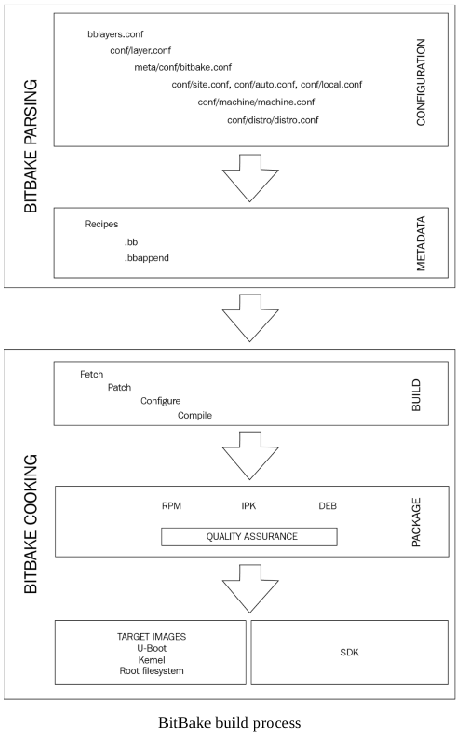 BITBAKE PARSING
bblayers.conf
conf/layer.conf
meta/conf/bitbake.conf
conf/site.conf, conf/auto.conf, conf/local.conf
conf/machine/machine.conf
conf/distro/distro.conf
CONFIGURATION
Recipes
.bb
.bbappend
METADATA
BITBAKE COOKING
Fetch
Patch
Configure
Compile
BUILD
RPM IPK DEB
QUALITY ASSURANCE
PACKAGE
TARGET IMAGES
U-Boot
Kernel
Root filesystem
SDK
BitBake build process